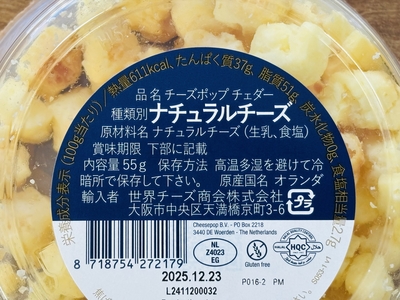 栄養成分表示(100g当たり)/熱量611kcal、たんぱく質37g、脂質51g、炭水化物0g、食塩相当量2.7g
品名 チーズポップ チェダー
種類別 ナチュラルチーズ
原材料名 ナチュラルチーズ(生乳、食塩)
賞味期限 下部に記載
内容量 55g 保存方法 高温多湿を避けて冷
暗所で保存して下さい。 原産国名 オランダ
輸入者 世界チーズ商会株式会社
大阪市中央区天満橋京町3-6
Cheesepop B.V. - PO Box 2218
3440 DE Woerden - The Netherlands
8 718754 272179
NL
Z4023
EG
Gluten free
HALAL
HQC
S063-1 V1
2025.12.23
L2411200032
P016-2 PM